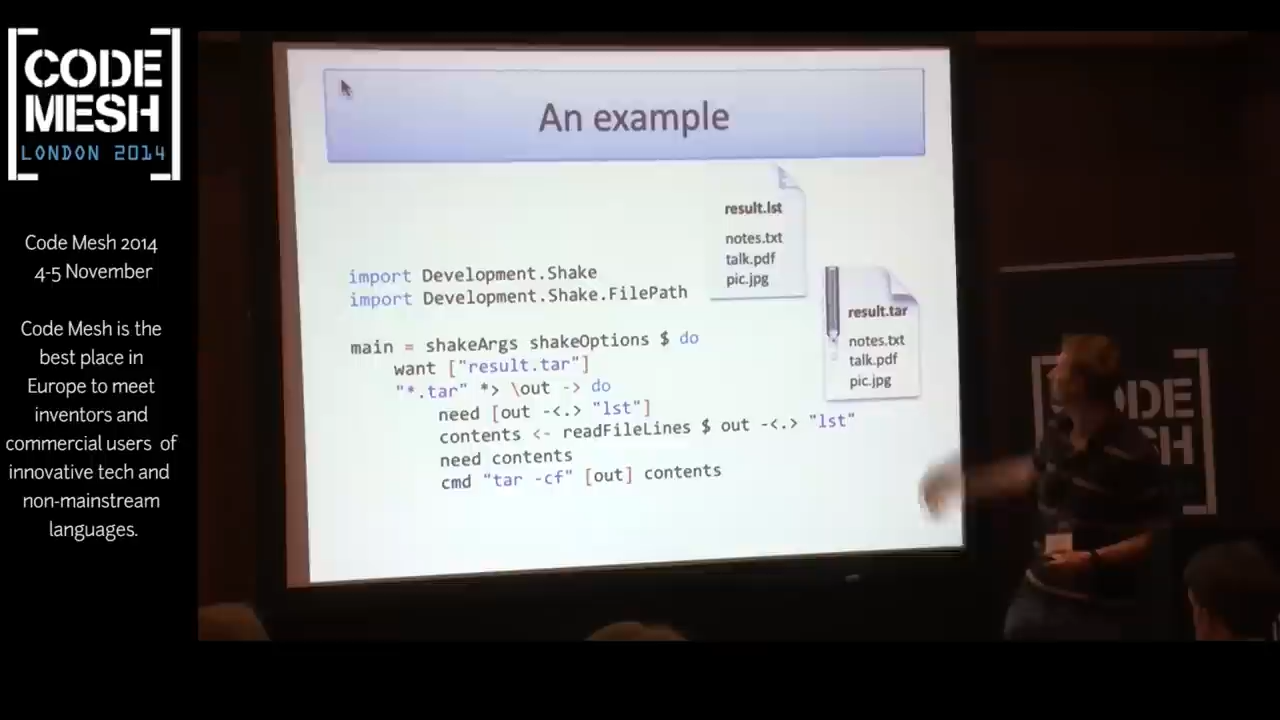 CODE
MESH
LONDON 2014
Code Mesh 2014
4-5 November
Code Mesh is the
best place in
Europe to meet
inventors and
commercial users of
innovative tech and
non-mainstream
languages.
An example
result.lst
notes.txt
talk.pdf
pic.jpg
result.tar
notes.txt
talk.pdf
pic.jpg
import Development.Shake
import Development.Shake.FilePath
main = shakeArgs shakeOptions $ do
want ["result.tar"]
"*.tar" *> \out -> do
need [out -<.> "lst"]
contents <- readFileLines $ out -<.> "lst"
need contents
cmd "tar -cf" [out] contents
CODE
MESH